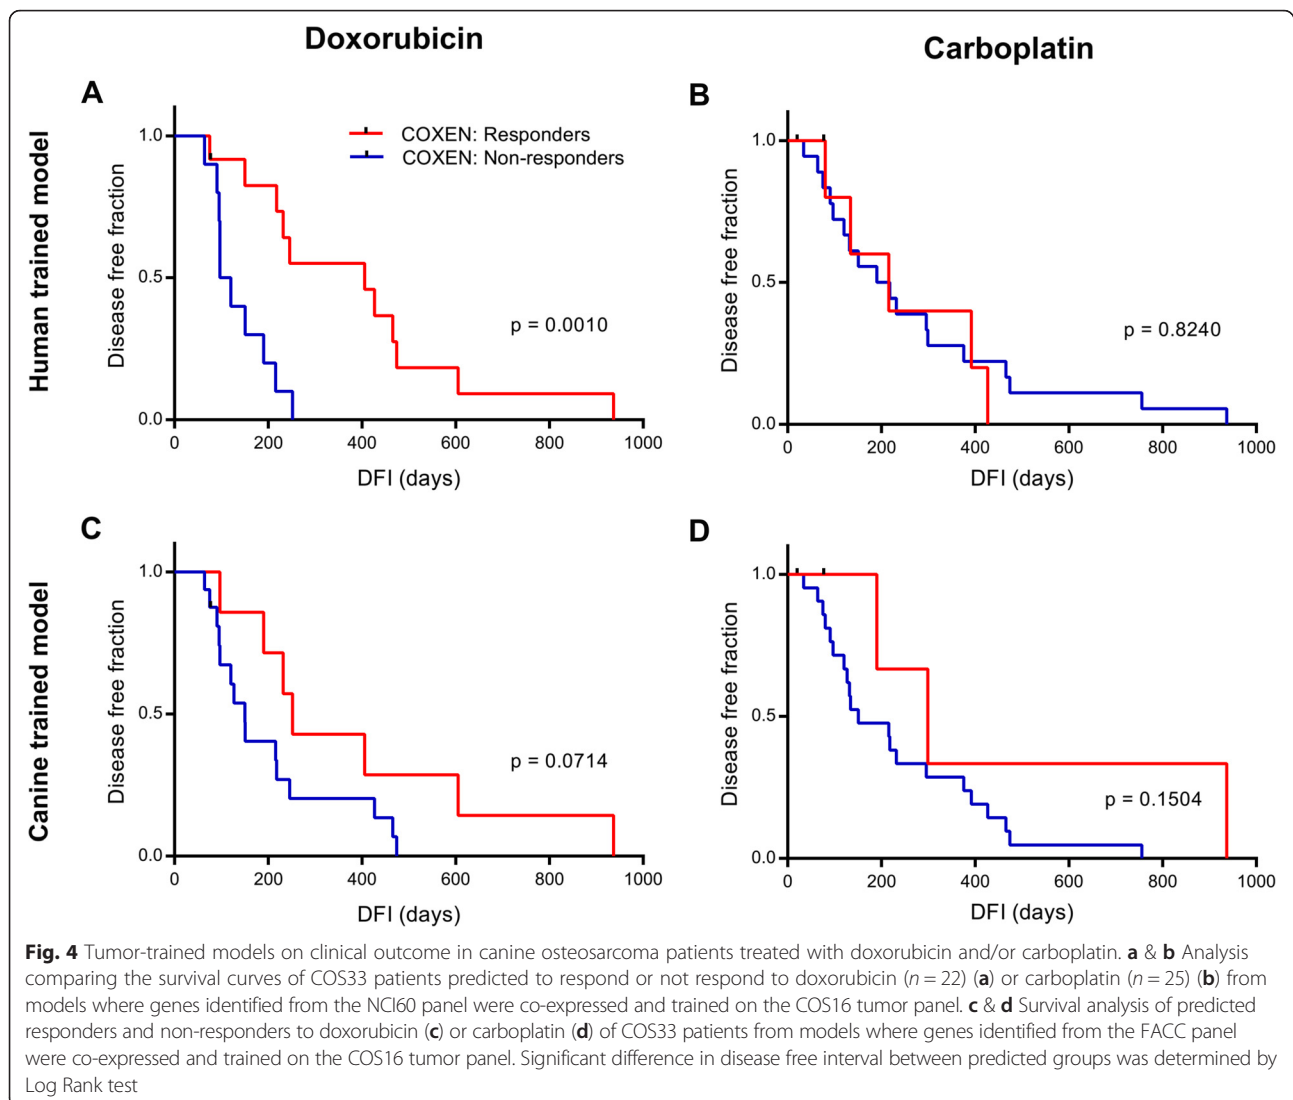 Doxorubicin
Carboplatin
Human trained model
A
1.0
0.5
0.0
Disease free fraction
COXEN: Responders
COXEN: Non-responders
p = 0.0010
0 200 400 600 800 1000
DFI (days)
B
1.0
0.5
0.0
Disease free fraction
p = 0.8240
0 200 400 600 800 1000
DFI (days)
Canine trained model
C
1.0
0.5
0.0
Disease free fraction
p = 0.0714
0 200 400 600 800 1000
DFI (days)
D
1.0
0.5
0.0
Disease free fraction
p = 0.1504
0 200 400 600 800 1000
DFI (days)
Fig. 4 Tumor-trained models on clinical outcome in canine osteosarcoma patients treated with doxorubicin and/or carboplatin. a & b Analysis
comparing the survival curves of COS33 patients predicted to respond or not respond to doxorubicin (n = 22) (a) or carboplatin (n = 25) (b) from
models where genes identified from the NCI60 panel were co-expressed and trained on the COS16 tumor panel. c & d Survival analysis of predicted
responders and non-responders to doxorubicin (c) or carboplatin (d) of COS33 patients from models where genes identified from the FACC panel
were co-expressed and trained on the COS16 tumor panel. Significant difference in disease free interval between predicted groups was determined by
Log Rank test